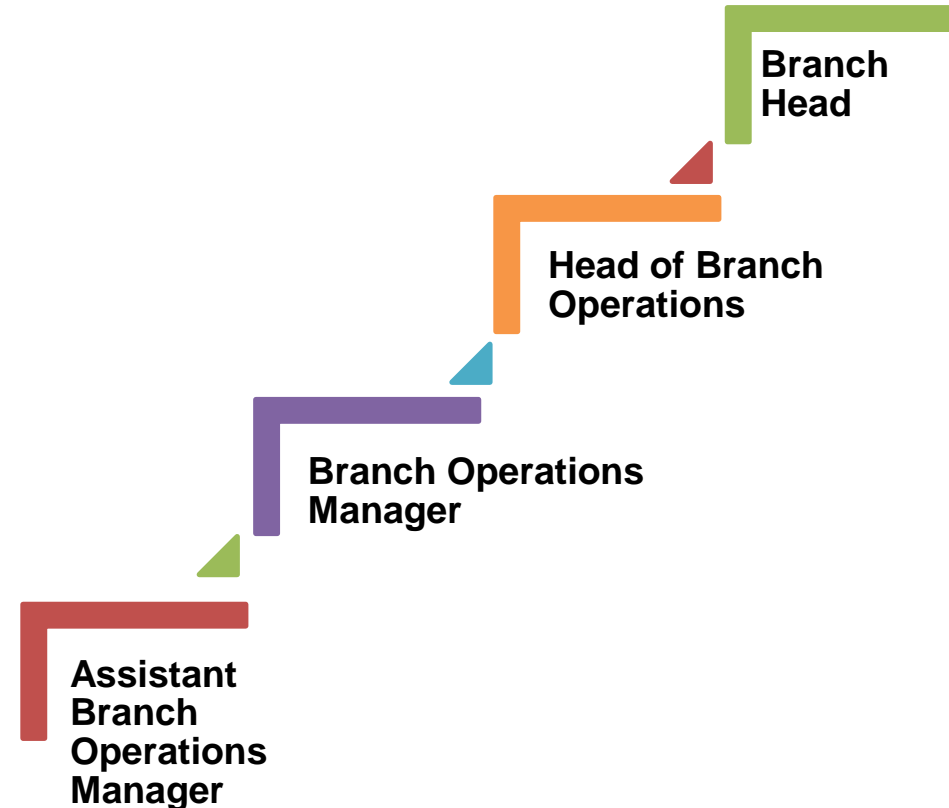 Branch
Head
Head of Branch
Operations
Branch Operations
Manager
Assistant
Branch
Operations
Manager